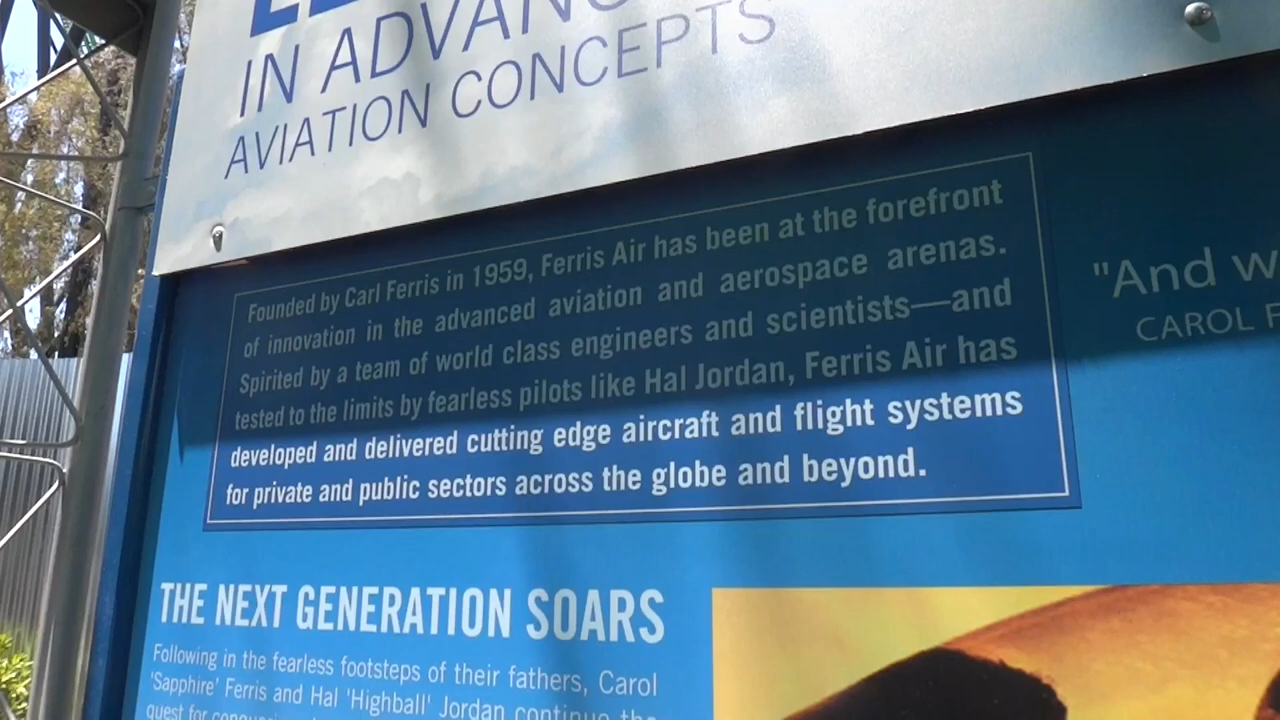 IN ADVANC
AVIATION CONCEPTS
Founded by Carl Ferris in 1959, Ferris Air has been at the forefront
of innovation in the advanced aviation and aerospace arenas.
Spirited by a team of world class engineers and scientists—and
tested to the limits by fearless pilots like Hal Jordan, Ferris Air has
developed and delivered cutting edge aircraft and flight systems
for private and public sectors across the globe and beyond.
"And w
CAROL F
THE NEXT GENERATION SOARS
Following in the fearless footsteps of their fathers, Carol
'Sapphire' Ferris and Hal 'Highball' Jordan continue the
quest for